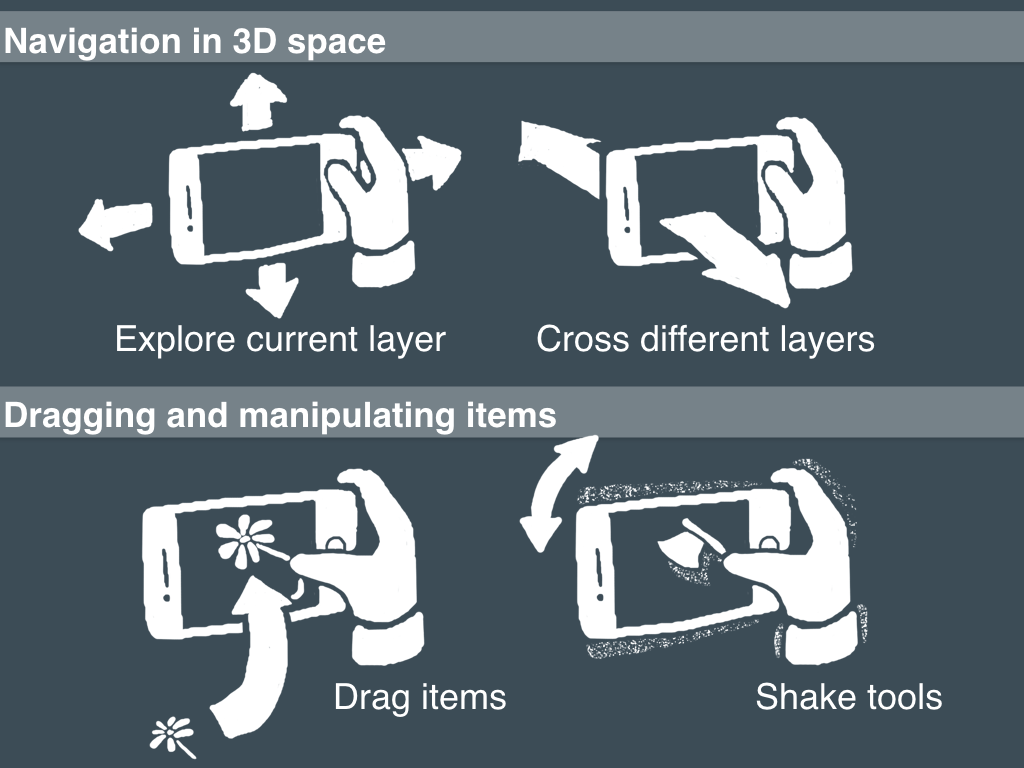 Navigation in 3D space
Explore current layer
Cross different layers
Dragging and manipulating items
Drag items
Shake tools